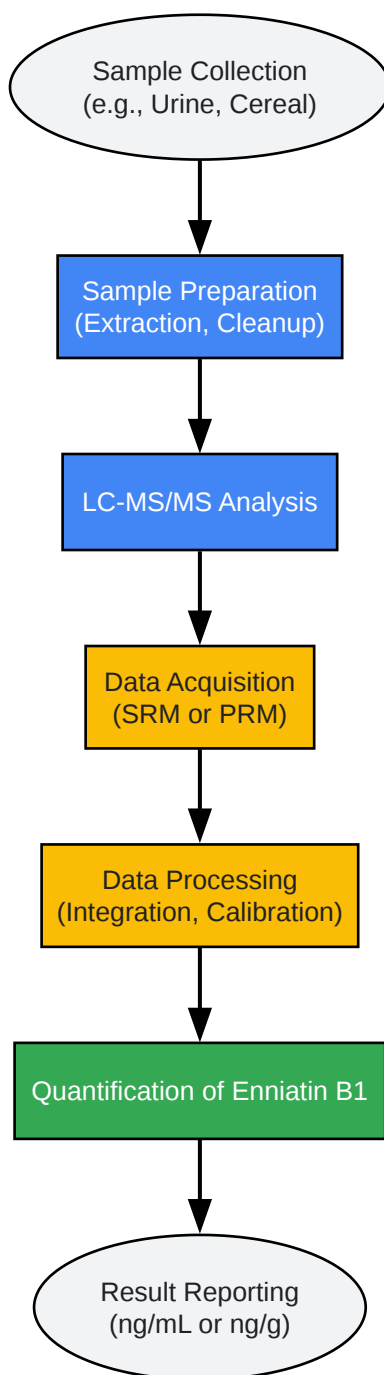 Sample Collection
(e.g., Urine, Cereal)
Sample Preparation
(Extraction, Cleanup)
LC-MS/MS Analysis
Data Acquisition
(SRM or PRM)
Data Processing
(Integration, Calibration)
Quantification of Enniatin B1
Result Reporting
(ng/mL or ng/g)